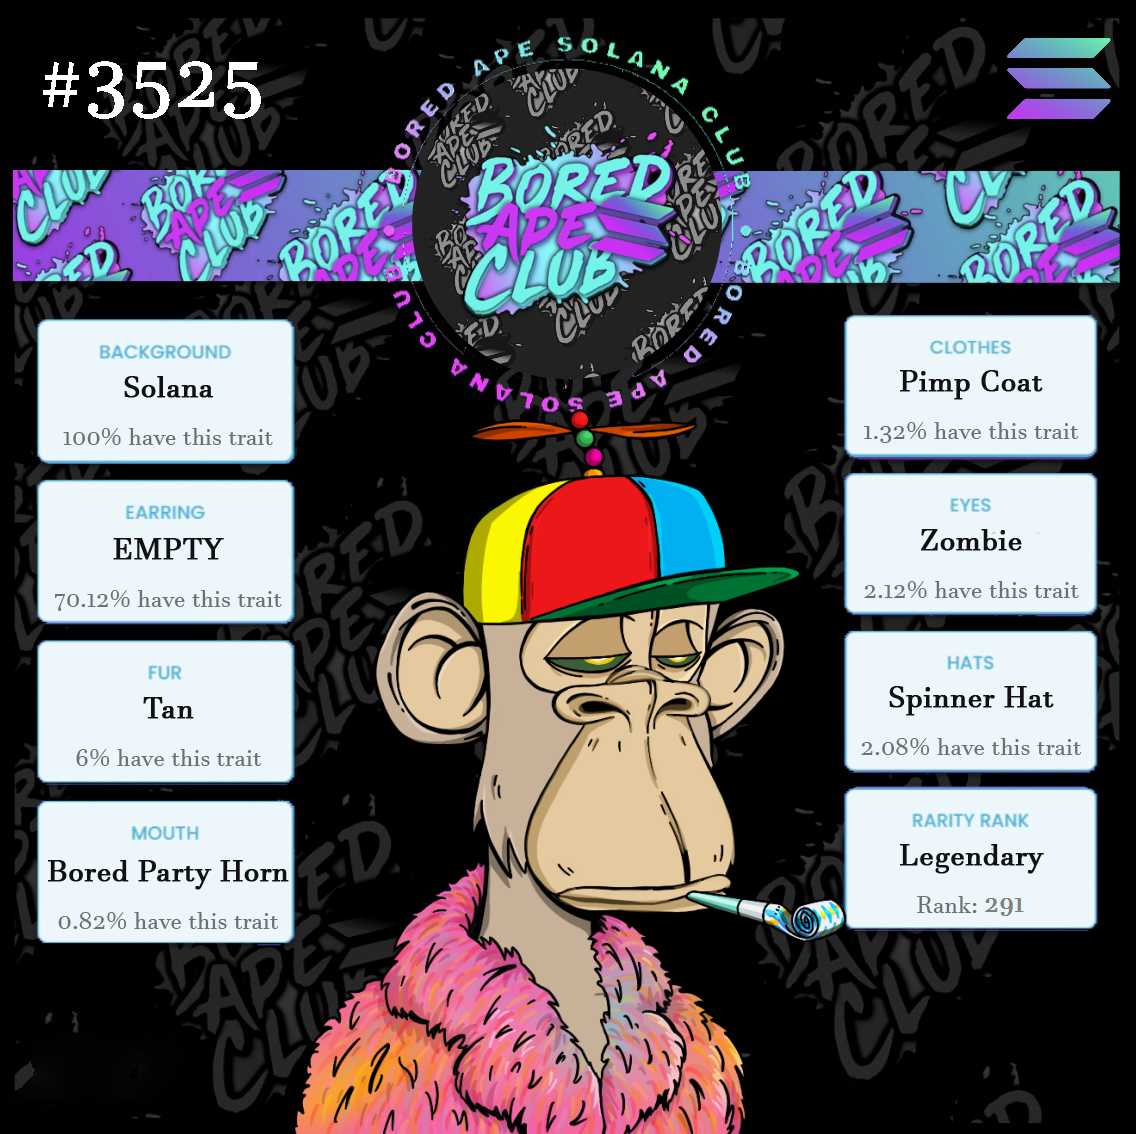 #3525
BORED APE SOLANA CLUB
BORED APE SOLANA CLUB
BORED
APE
CLUB
BACKGROUND
Solana
100% have this trait
EARRING
EMPTY
70.12% have this trait
FUR
Tan
6% have this trait
MOUTH
Bored Party Horn
0.82% have this trait
CLOTHES
Pimp Coat
1.32% have this trait
EYES
Zombie
2.12% have this trait
HATS
Spinner Hat
2.08% have this trait
RARITY RANK
Legendary
Rank: 291